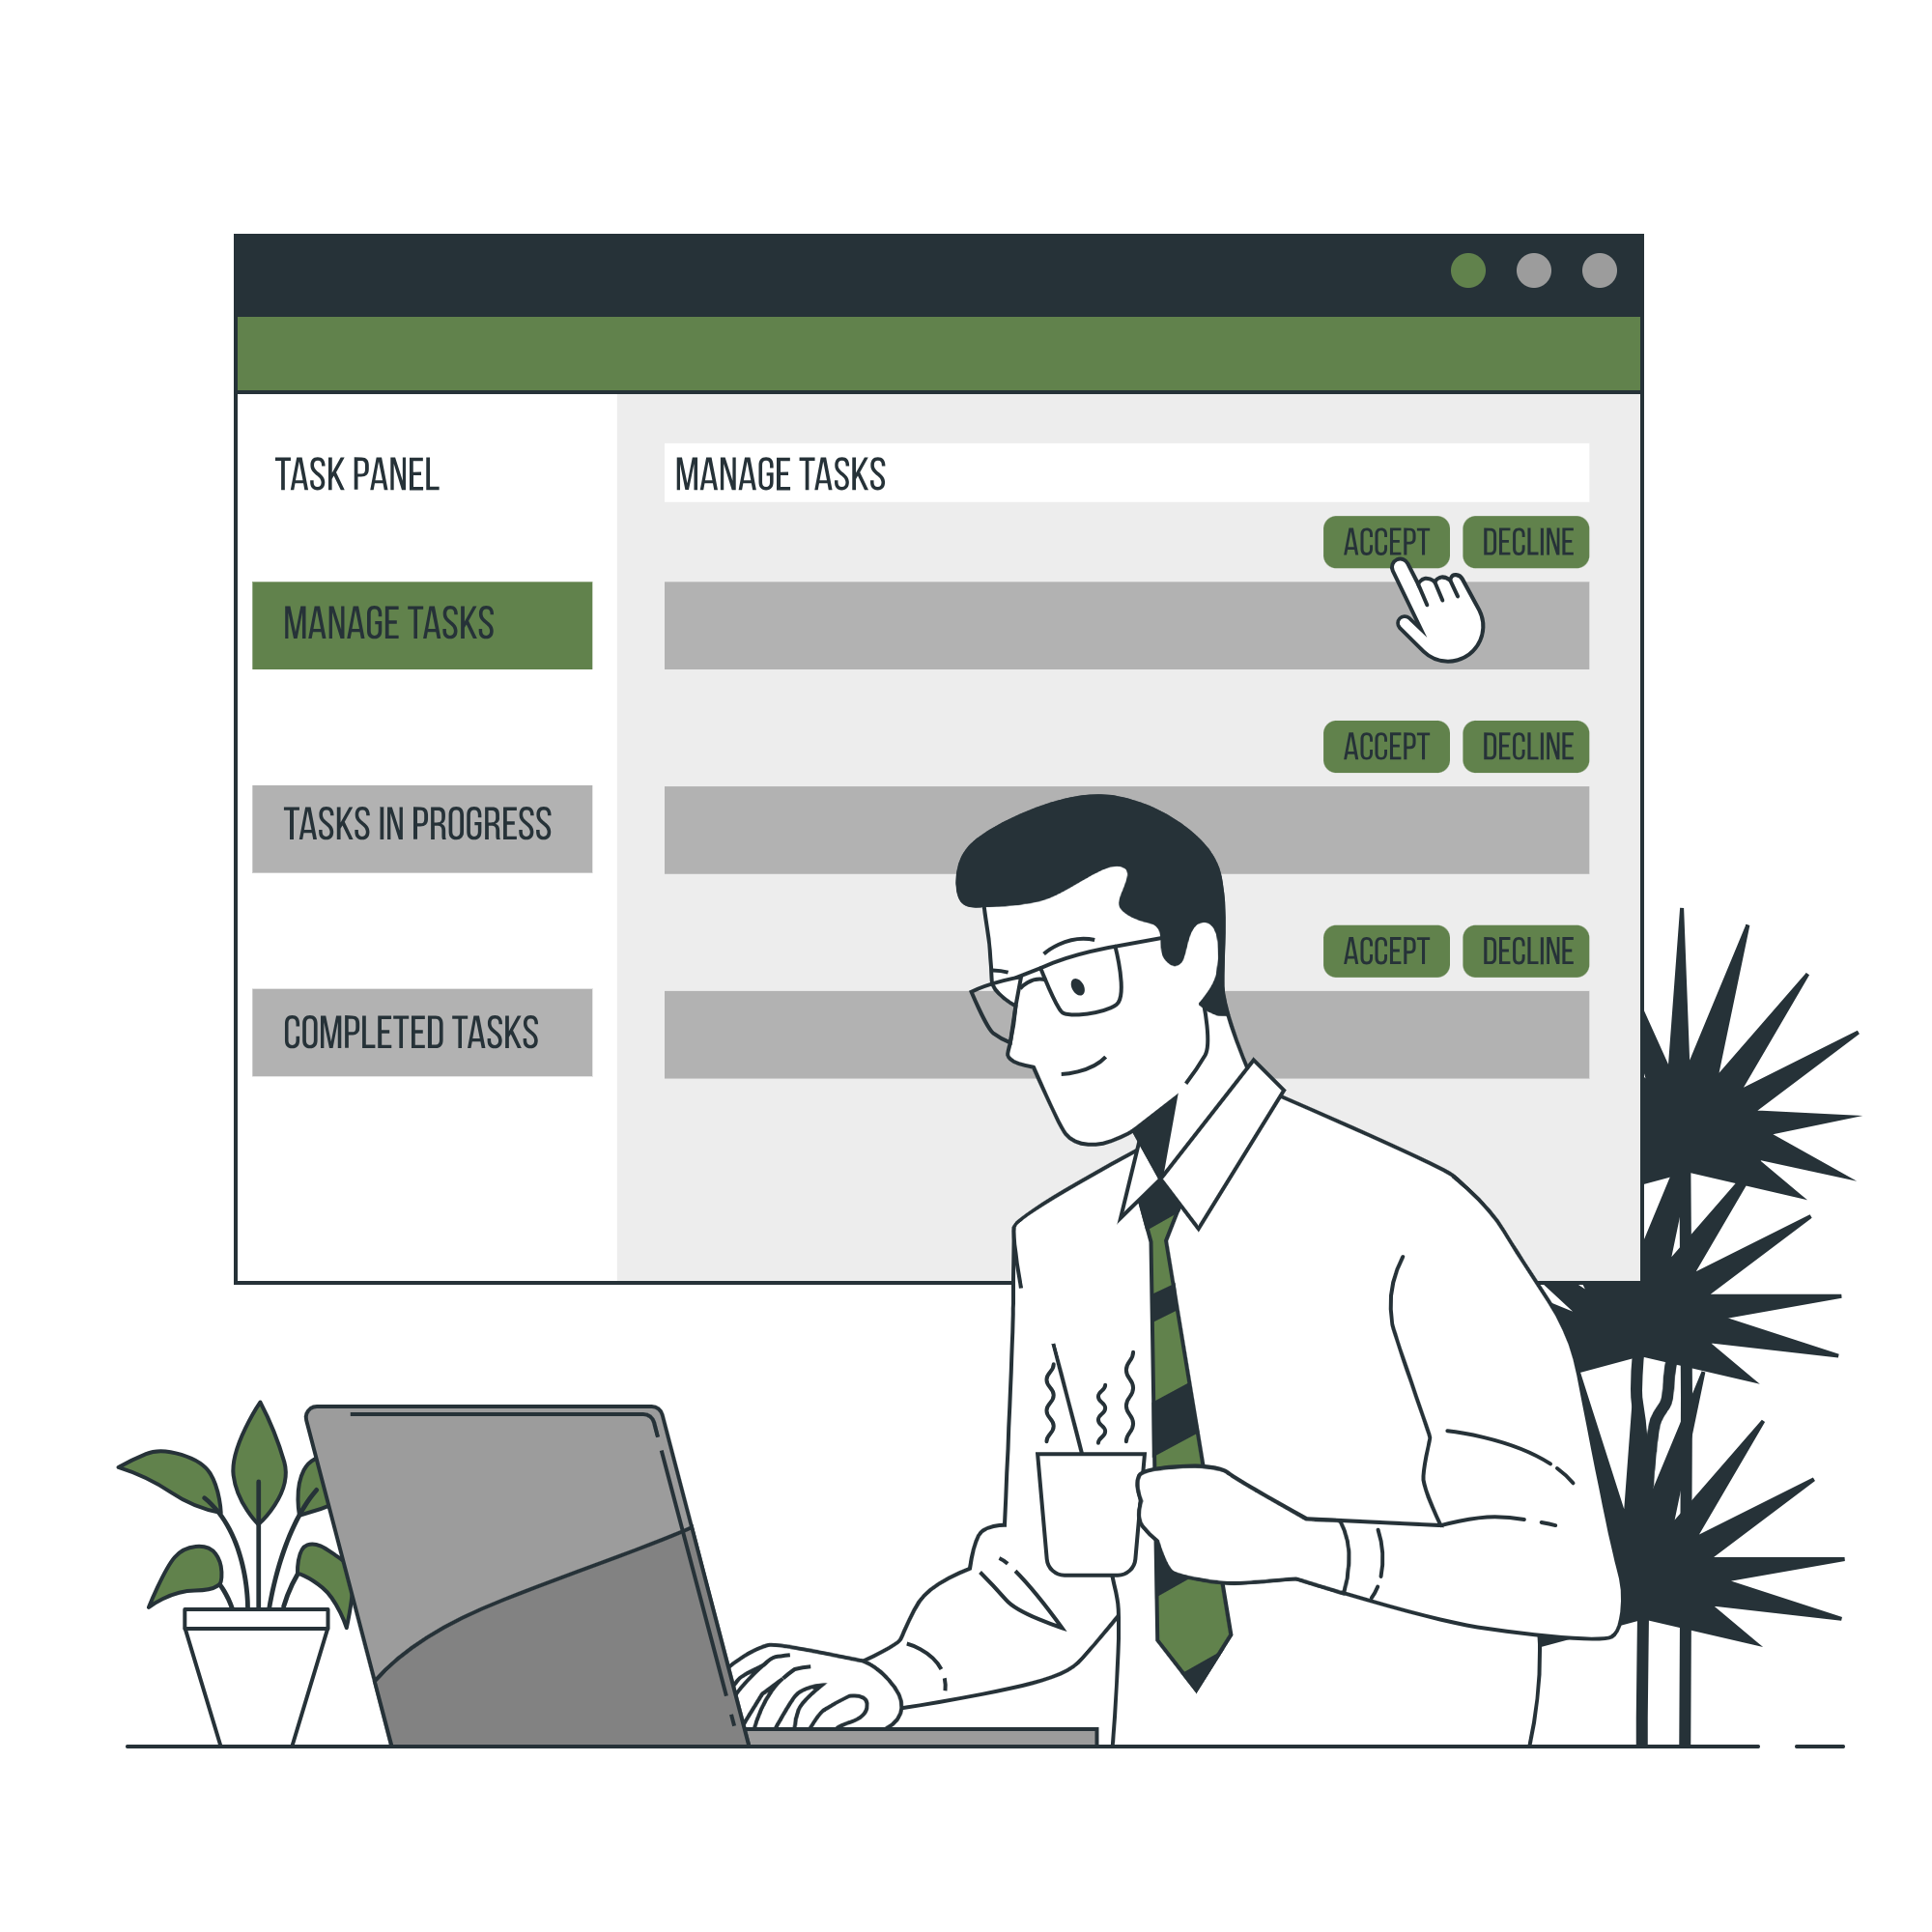 TASK PANEL
MANAGE TASKS
TASKS IN PROGRESS
COMPLETED TASKS
MANAGE TASKS
ACCEPT DECLINE
ACCEPT DECLINE
ACCEPT DECLINE